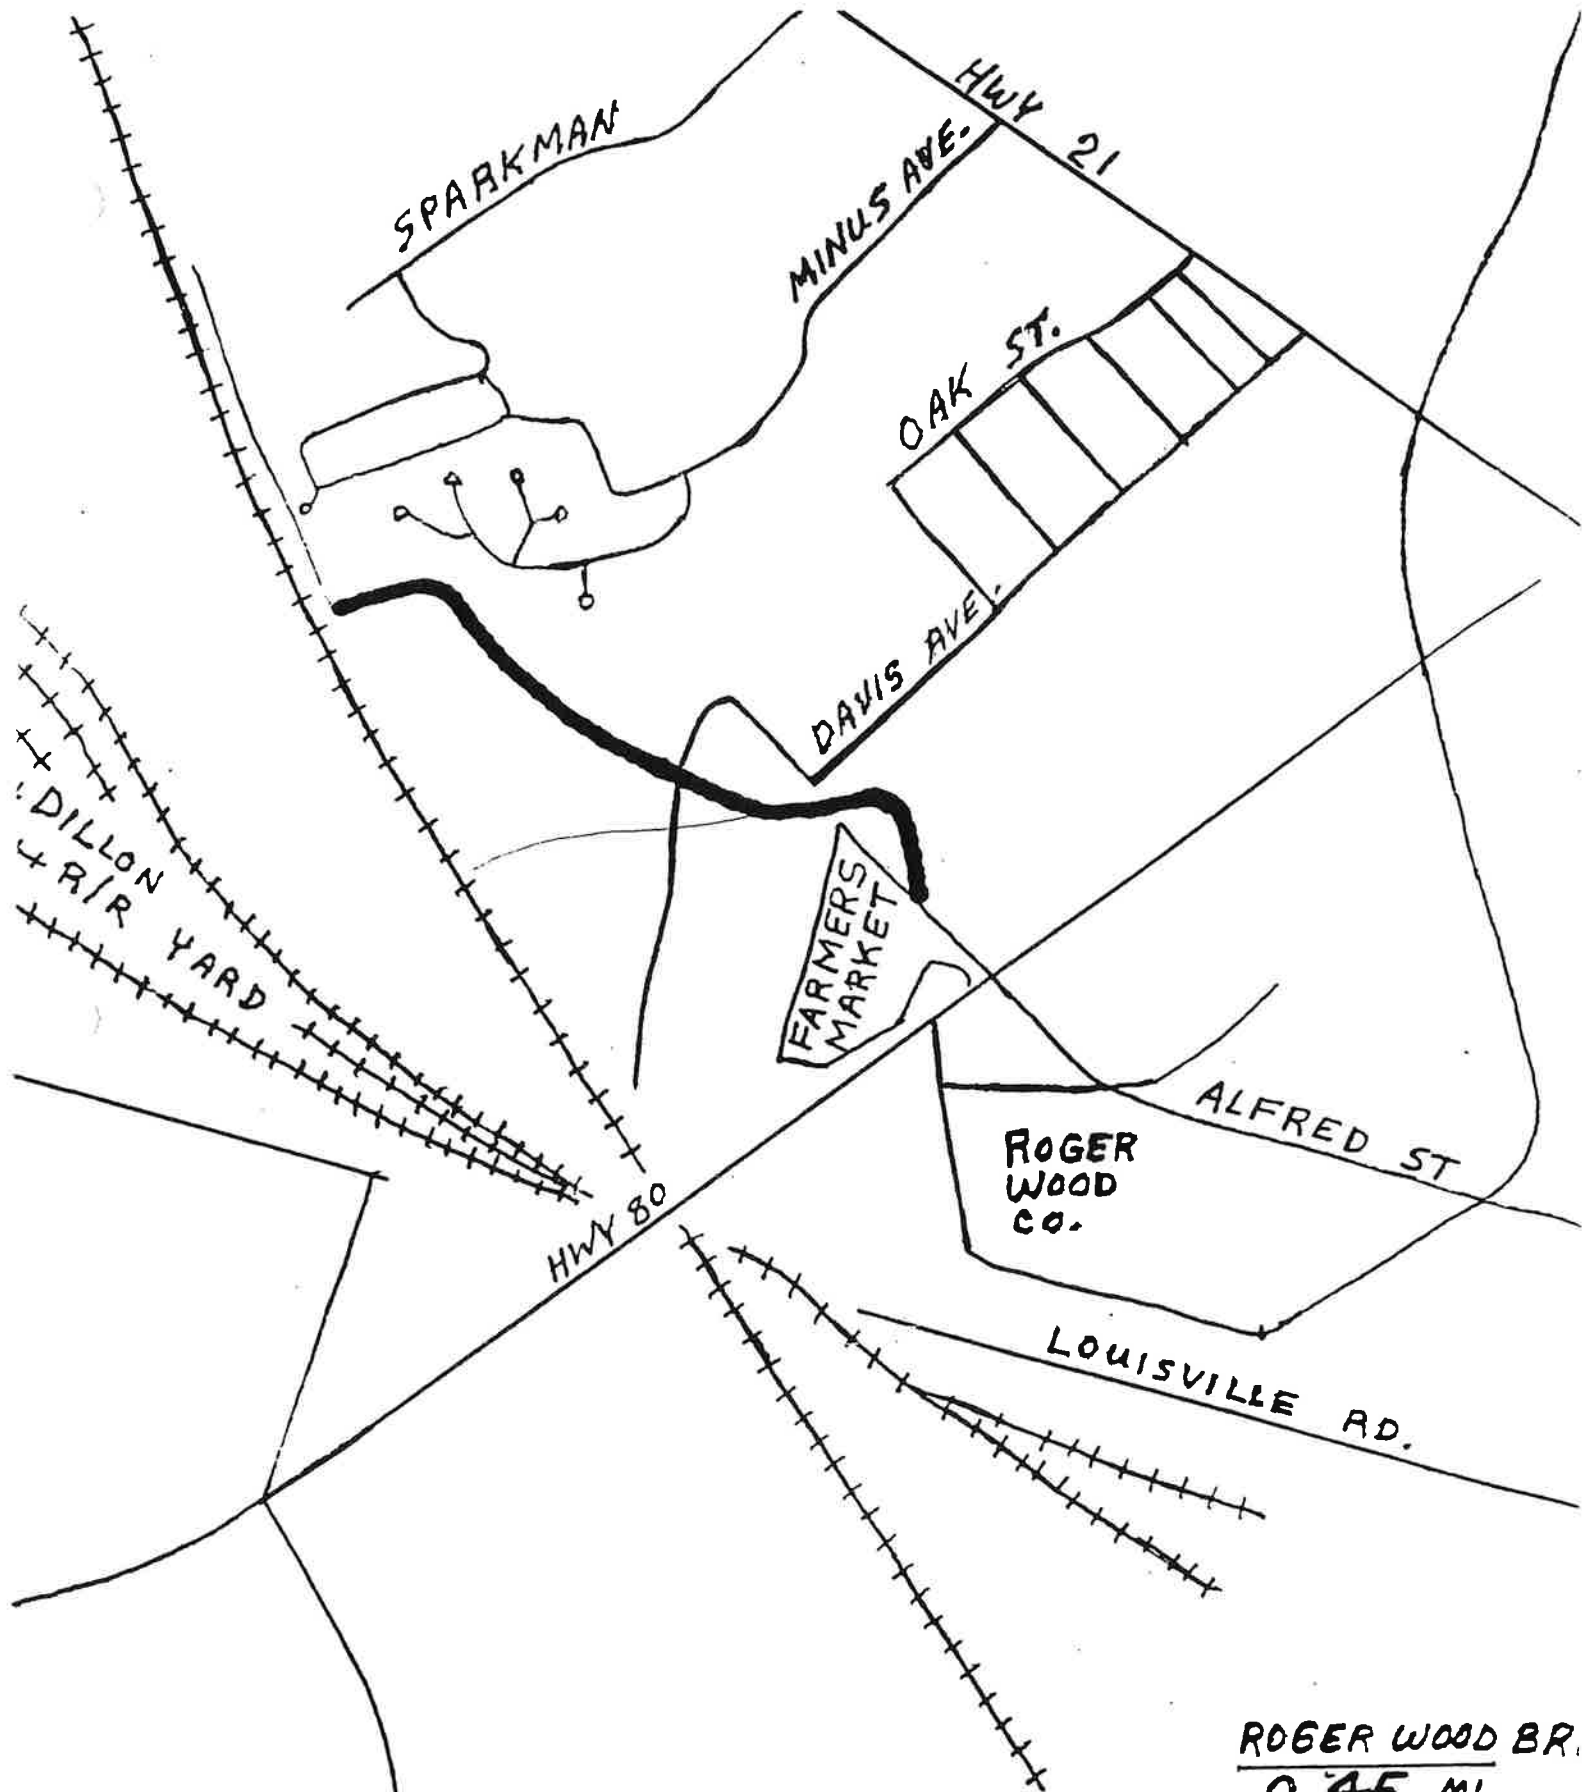 HWY
21
SPARKMAN
MINUS AVE.
OAK ST.
DAVIS AVE.
DILLON
R/R YARD
FARMERS
MARKET
ALFRED ST
ROGER
WOOD
CO.
HWY 80
LOUISVILLE RD.
ROGER WOOD BR.
MI